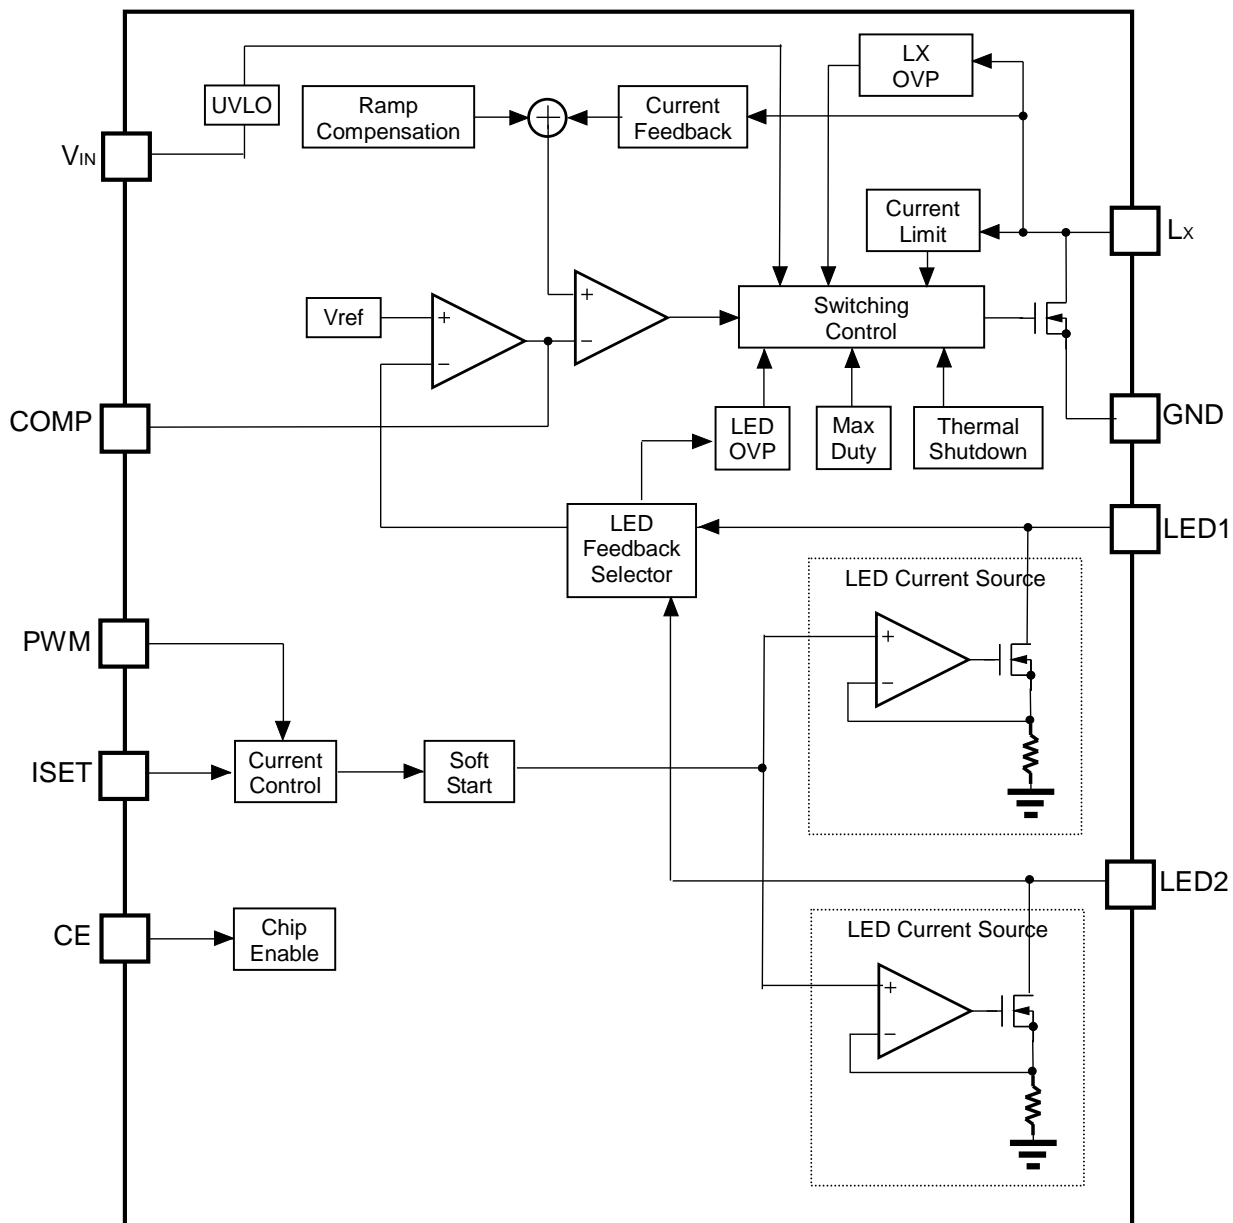 LX
OVP
UVLO
Ramp
Compensation
Current
Feedback
VIN
Current
Limit
LX
Vref
+
−
+
−
Switching
Control
COMP
GND
LED
OVP
Max
Duty
Thermal
Shutdown
LED
Feedback
Selector
LED1
LED Current Source
PWM
+
−
ISET
Current
Control
Soft
Start
LED2
CE
Chip
Enable
LED Current Source
+
−